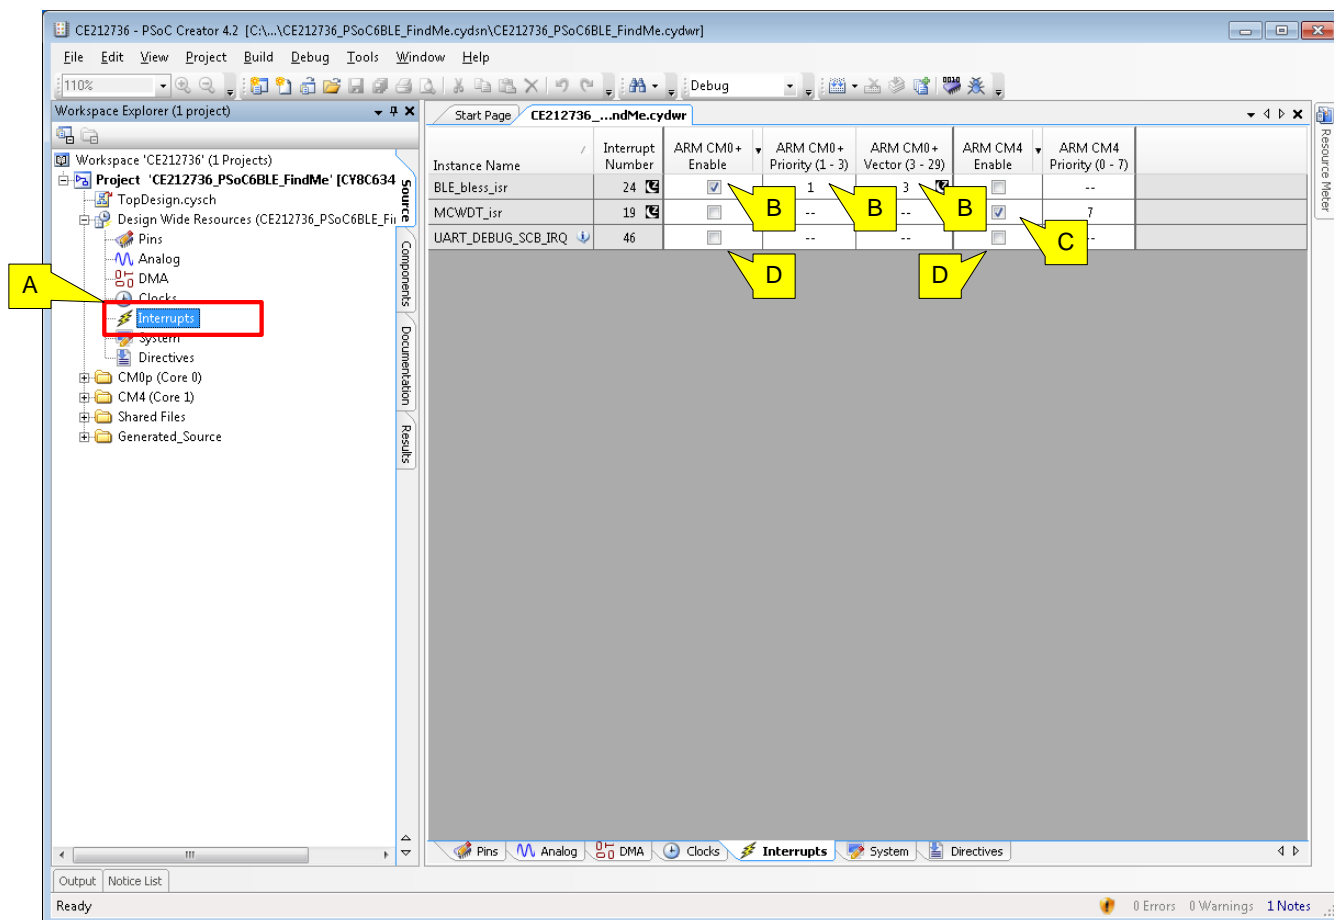 CE212736 - PSoC Creator 4.2 [C:\...\CE212736_PSoC6BLE_FindMe.cydsn\CE212736_PSoC6BLE_FindMe.cydwr]
File Edit View Project Build Debug Tools Window Help
110% Debug
Workspace Explorer (1 project)
Start Page CE212736_...ndMe.cydwr
Instance Name
Interrupt Number
ARM CM0+ Enable
ARM CM0+ Priority (1 - 3)
ARM CM0+ Vector (3 - 29)
ARM CM4 Enable
ARM CM4 Priority (0 - 7)
BLE_bless_isr 24 1 3 --
MCWDT_isr 19 -- -- 7
UART_DEBUG_SCB_IRQ 46 -- -- --
B
B
B
C
D
D
A
Workspace 'CE212736' (1 Projects)
Project 'CE212736_PSoC6BLE_FindMe' [CY8C634
TopDesign.cysch
Design Wide Resources (CE212736_PSoC6BLE_Fi
Pins
Analog
DMA
Clocks
Interrupts
System
Directives
CM0p (Core 0)
CM4 (Core 1)
Shared Files
Generated_Source
Source
Components
Documentation
Results
Resource Meter
Pins Analog DMA Clocks Interrupts System Directives
Output Notice List
Ready 0 Errors 0 Warnings 1 Notes